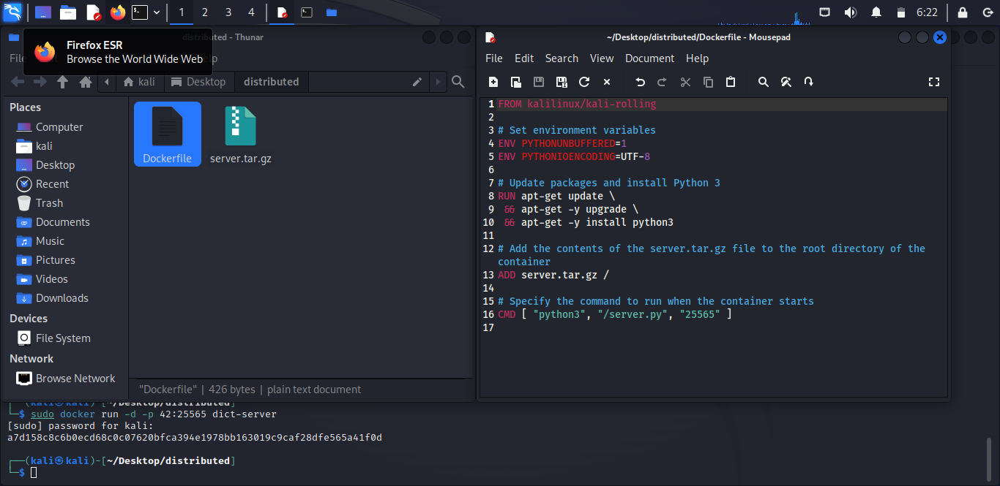 1 2 3 4 6:22
distributed - Thunar
Firefox ESR
Browse the World Wide Web
kali Desktop distributed
Places
Computer
kali
Desktop
Recent
Trash
Documents
Music
Pictures
Videos
Downloads
Devices
File System
Network
Browse Network
Dockerfile server.tar.gz
"Dockerfile" | 426 bytes | plain text document
~/Desktop/distributed/Dockerfile - Mousepad
File Edit Search View Document Help
1 FROM kalilinux/kali-rolling
2
3 # Set environment variables
4 ENV PYTHONUNBUFFERED=1
5 ENV PYTHONIOENCODING=UTF-8
6
7 # Update packages and install Python 3
8 RUN apt-get update \
9 && apt-get -y upgrade \
10 && apt-get -y install python3
11
12 # Add the contents of the server.tar.gz file to the root directory of the
container
13 ADD server.tar.gz /
14
15 # Specify the command to run when the container starts
16 CMD [ "python3", "/server.py", "25565" ]
17
(kali㉿kali)-[~/Desktop/distributed]
$ sudo docker run -d -p 42:25565 dict-server
[sudo] password for kali:
a7d158c8c6b0ecd68c0c07620bfca394e1978bb163019c9caf28dfe565a41f0d
(kali㉿kali)-[~/Desktop/distributed]
$